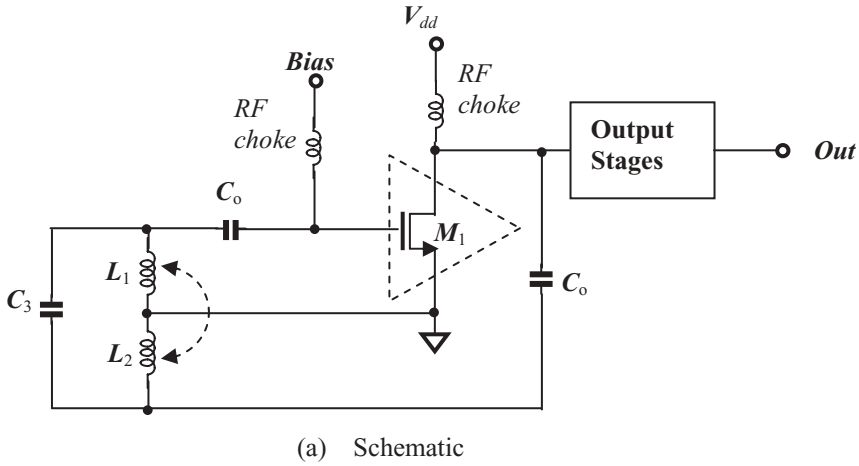 V_dd
Bias
RF
choke
RF
choke
Output
Stages
Out
C_o
M_1
L_1
C_3
L_2
C_o
(a) Schematic